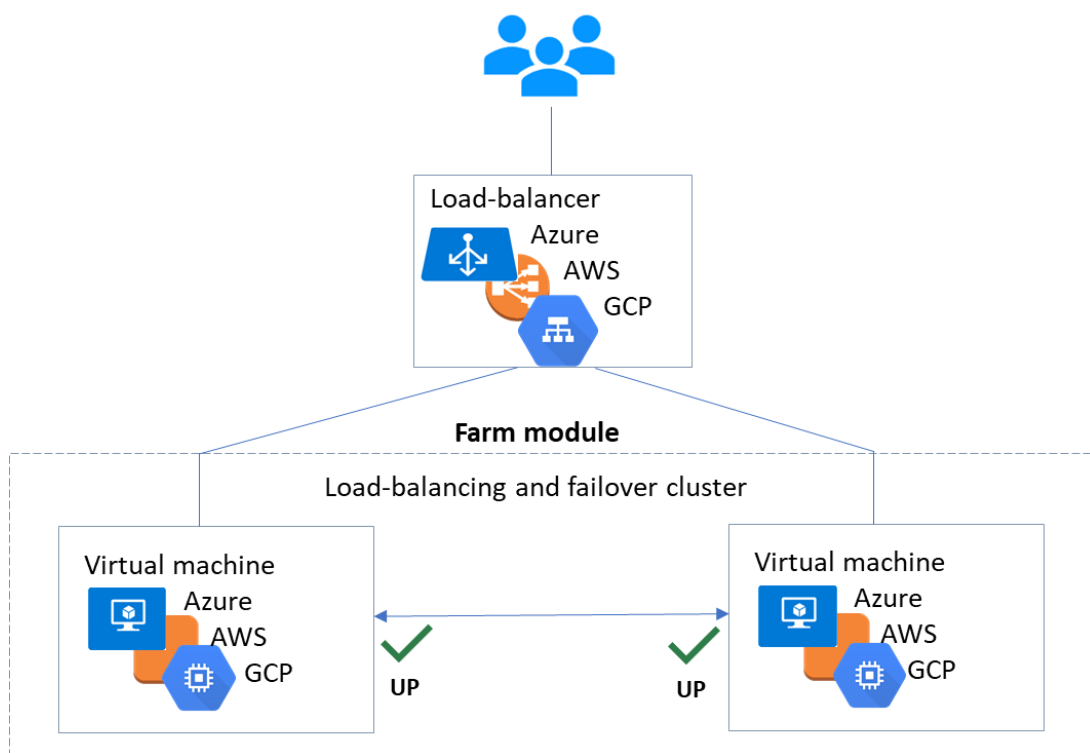 Load-balancer
Azure
AWS
GCP
Farm module
Load-balancing and failover cluster
Virtual machine
Azure
AWS
GCP
UP
UP
Virtual machine
Azure
AWS
GCP